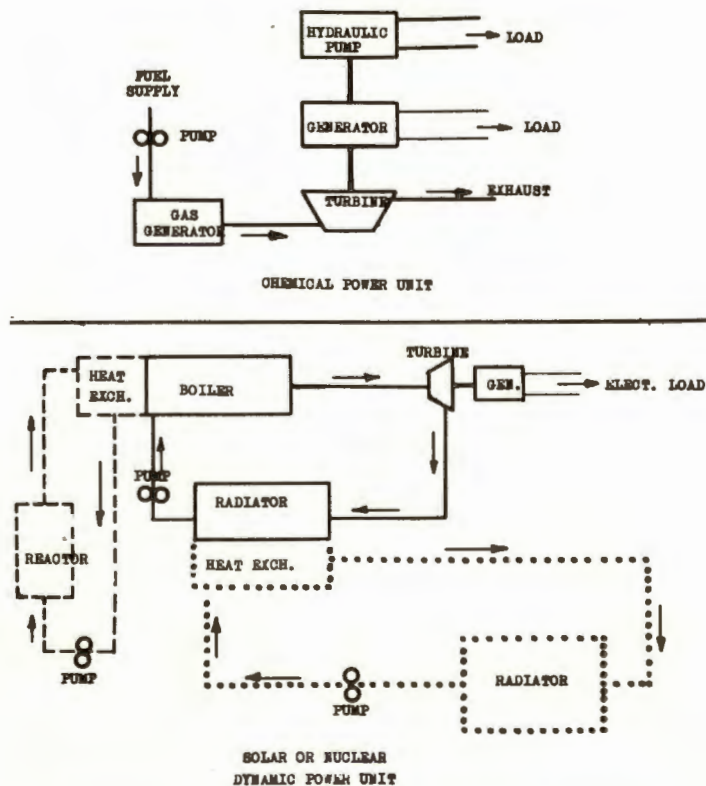 HYDRAULIC
PUMP
LOAD
FUEL
SUPPLY
PUMP
GENERATOR
LOAD
TURBINE
EXHAUST
GAS
GENERATOR
CHEMICAL POWER UNIT
TURBINE
HEAT
EXCH.
BOILER
GEN.
ELECT. LOAD
PUMP
RADIATOR
REACTOR
HEAT EXCH.
PUMP
RADIATOR
PUMP
SOLAR OR NUCLEAR
DYNAMIC POWER UNIT